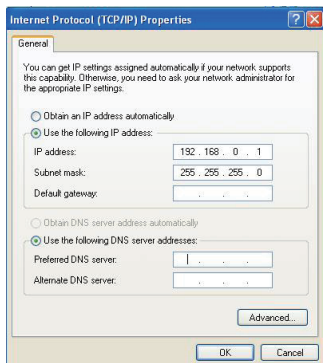 Internet Protocol (TCP/IP) Properties
General
You can get IP settings assigned automatically if your network supports
this capability. Otherwise, you need to ask your network administrator for
the appropriate IP settings.
Obtain an IP address automatically
Use the following IP address:
IP address: 192 . 168 . 0 . 1
Subnet mask: 255 . 255 . 255 . 0
Default gateway: . . .
Obtain DNS server address automatically
Use the following DNS server addresses:
Preferred DNS server: . . .
Alternate DNS server: . . .
Advanced...
OK Cancel